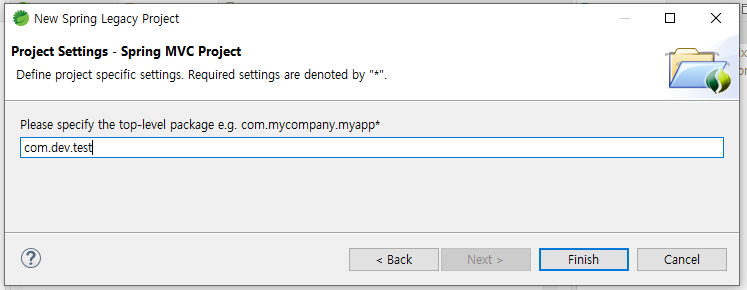 New Spring Legacy Project
Project Settings - Spring MVC Project
Define project specific settings. Required settings are denoted by "*".
Please specify the top-level package e.g. com.mycompany.myapp*
com.dev.test
? < Back Next > Finish Cancel